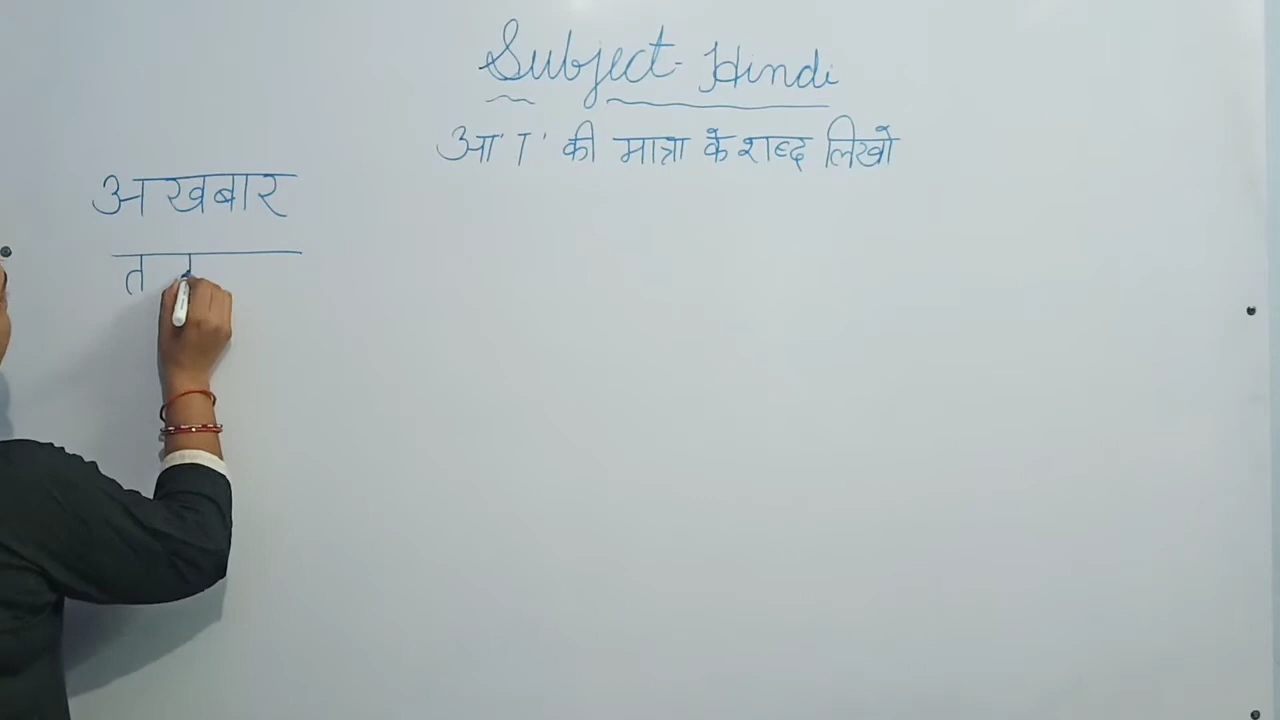 Subject - Hindi
आ 'ा' की मात्रा के शब्द लिखो
अखबार
त